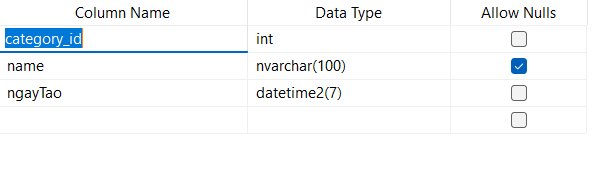 Column Name Data Type Allow Nulls
category_id int
name nvarchar(100)
ngayTao datetime2(7)